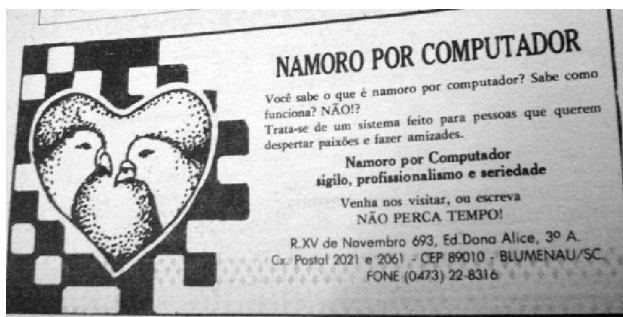 NAMORO POR COMPUTADOR
Você sabe o que é namoro por computador? Sabe como
funciona? NÃO!?
Trata-se de um sistema feito para pessoas que querem
despertar paixões e fazer amizades.
Namoro por Computador
sigilo, profissionalismo e seriedade
Venha nos visitar, ou escreva
NÃO PERCA TEMPO!
R.XV de Novembro 693, Ed.Dona Alice, 3º A.
Cx. Postal 2021 e 2061 - CEP 89010 - BLUMENAU/SC.
FONE (0473) 22-8316